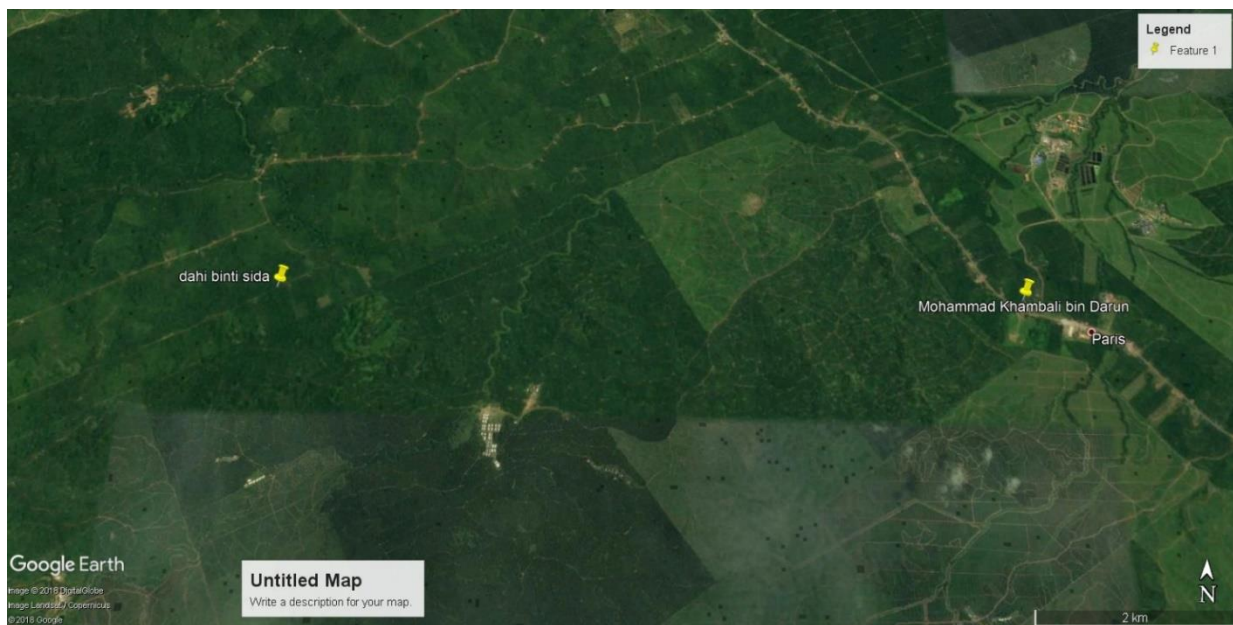 Legend
Feature 1
dahi binti sida
Mohammad Khambali bin Darun
Paris
Google Earth
Image © 2018 DigitalGlobe
Image Landsat / Copernicus
© 2018 Google
Untitled Map
Write a description for your map.
N
2 km